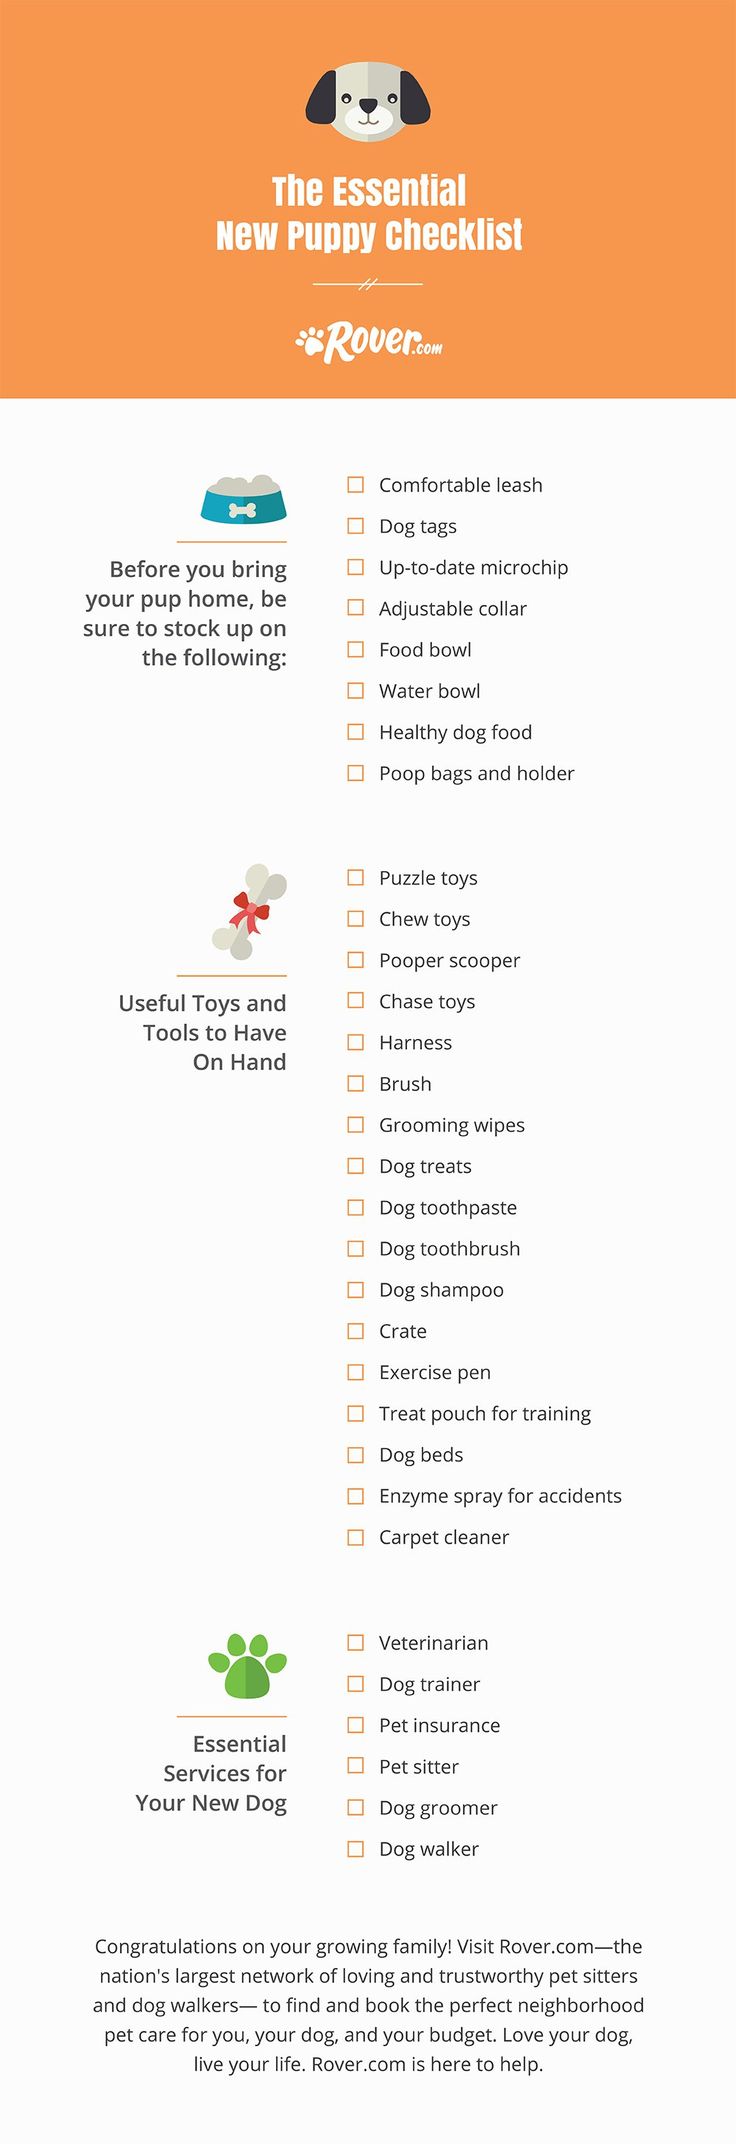 The Essential
New Puppy Checklist
Rover.com
Before you bring
your pup home, be
sure to stock up on
the following:
Comfortable leash
Dog tags
Up-to-date microchip
Adjustable collar
Food bowl
Water bowl
Healthy dog food
Poop bags and holder
Useful Toys and
Tools to Have
On Hand
Puzzle toys
Chew toys
Pooper scooper
Chase toys
Harness
Brush
Grooming wipes
Dog treats
Dog toothpaste
Dog toothbrush
Dog shampoo
Crate
Exercise pen
Treat pouch for training
Dog beds
Enzyme spray for accidents
Carpet cleaner
Essential
Services for
Your New Dog
Veterinarian
Dog trainer
Pet insurance
Pet sitter
Dog groomer
Dog walker
Congratulations on your growing family! Visit Rover.com—the
nation's largest network of loving and trustworthy pet sitters
and dog walkers— to find and book the perfect neighborhood
pet care for you, your dog, and your budget. Love your dog,
live your life. Rover.com is here to help.